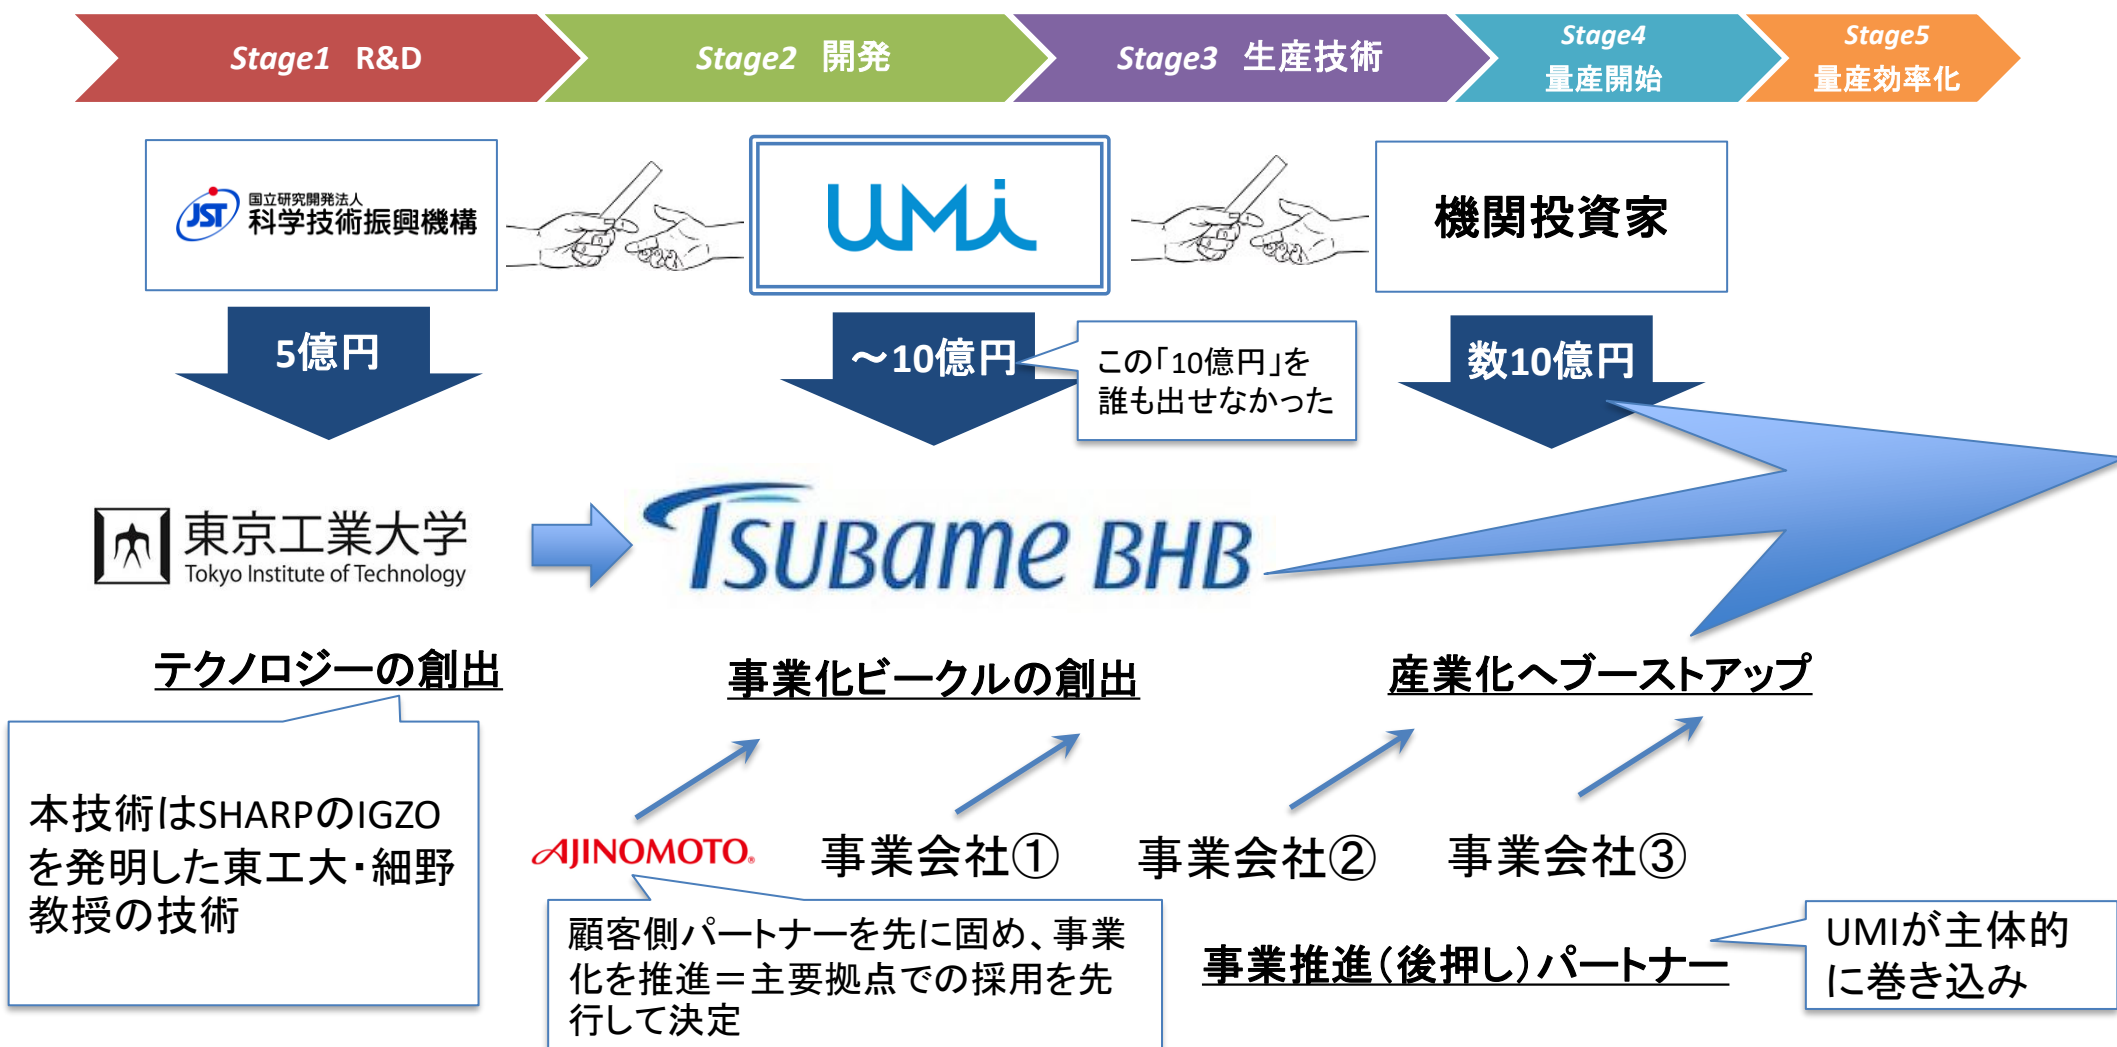 Stage1 R&D
Stage2 開発
Stage3 生産技術
Stage4
量産開始
Stage5
量産効率化
JST
国立研究開発法人
科学技術振興機構
UMi
機関投資家
5億円
～10億円
この「10億円」を
誰も出せなかった
数10億円
東京工業大学
Tokyo Institute of Technology
TSUBAME BHB
テクノロジーの創出
事業化ビークルの創出
産業化へブーストアップ
本技術はSHARPのIGZO
を発明した東工大・細野
教授の技術
AJINOMOTO®
事業会社①
事業会社②
事業会社③
顧客側パートナーを先に固め、事業
化を推進＝主要拠点での採用を先
行して決定
事業推進（後押し）パートナー
UMIが主体的
に巻き込み